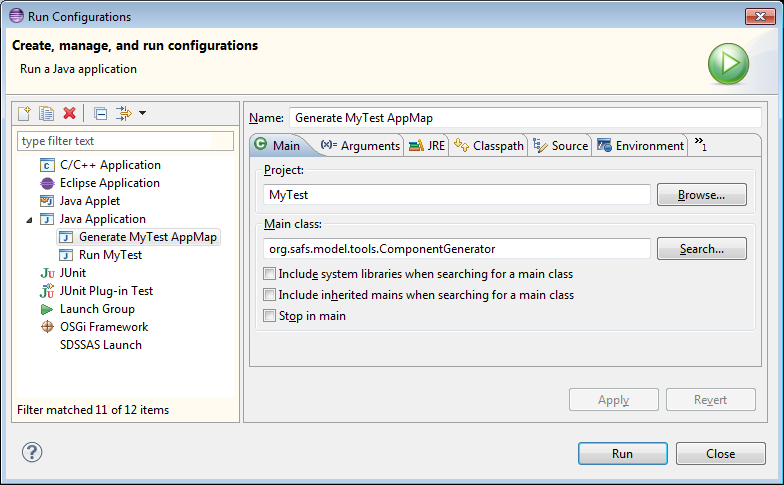 Run Configurations
Create, manage, and run configurations
Run a Java application
type filter text
C/C++ Application
Eclipse Application
Java Applet
Java Application
Generate MyTest AppMap
Run MyTest
JUnit
JUnit Plug-in Test
Launch Group
OSGi Framework
SDSSAS Launch
Filter matched 11 of 12 items
Name: Generate MyTest AppMap
Main (x)= Arguments JRE Classpath Source Environment »1
Project:
MyTest Browse...
Main class:
org.safs.model.tools.ComponentGenerator Search...
Include system libraries when searching for a main class
Include inherited mains when searching for a main class
Stop in main
Apply Revert
? Run Close